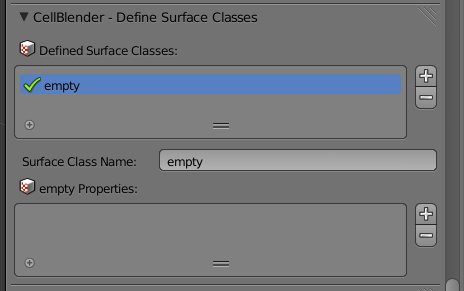 CellBlender - Define Surface Classes
Defined Surface Classes:
empty
Surface Class Name: empty
empty Properties: